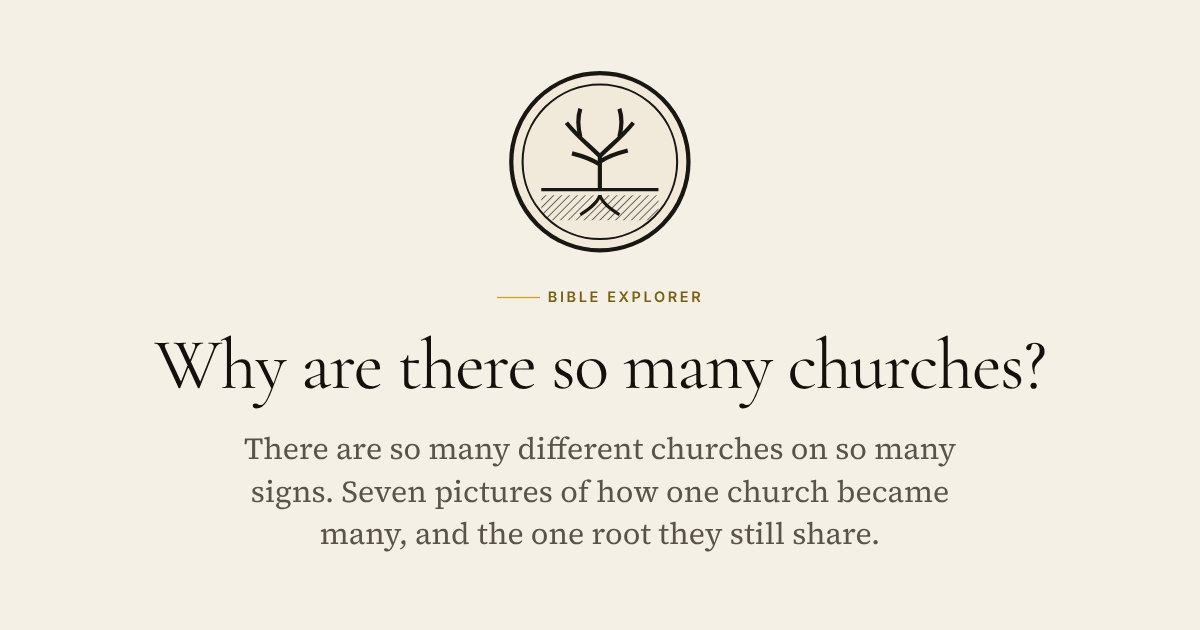 BIBLE EXPLORER
Why are there so many churches?
There are so many different churches on so many
signs. Seven pictures of how one church became
many, and the one root they still share.